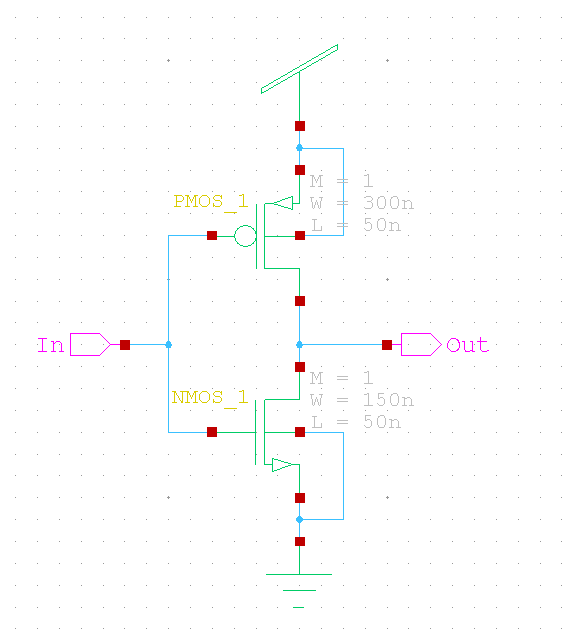 PMOS_1
M = 1
W = 300n
L = 50n
In
Out
NMOS_1
M = 1
W = 150n
L = 50n